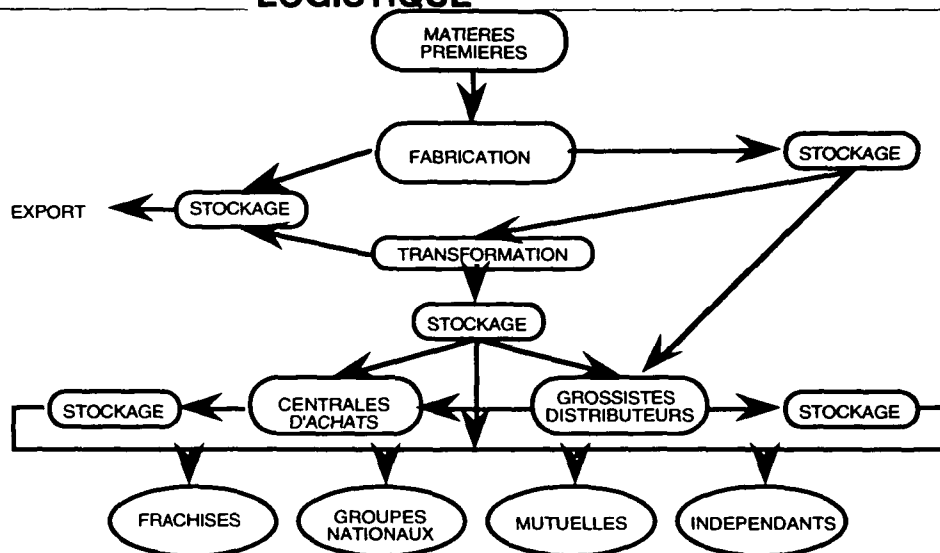 LOGISTIQUE
MATIERES
PREMIERES
FABRICATION
STOCKAGE
EXPORT
STOCKAGE
TRANSFORMATION
STOCKAGE
STOCKAGE
CENTRALES
D'ACHATS
GROSSISTES
DISTRIBUTEURS
STOCKAGE
FRACHISES
GROUPES
NATIONAUX
MUTUELLES
INDEPENDANTS